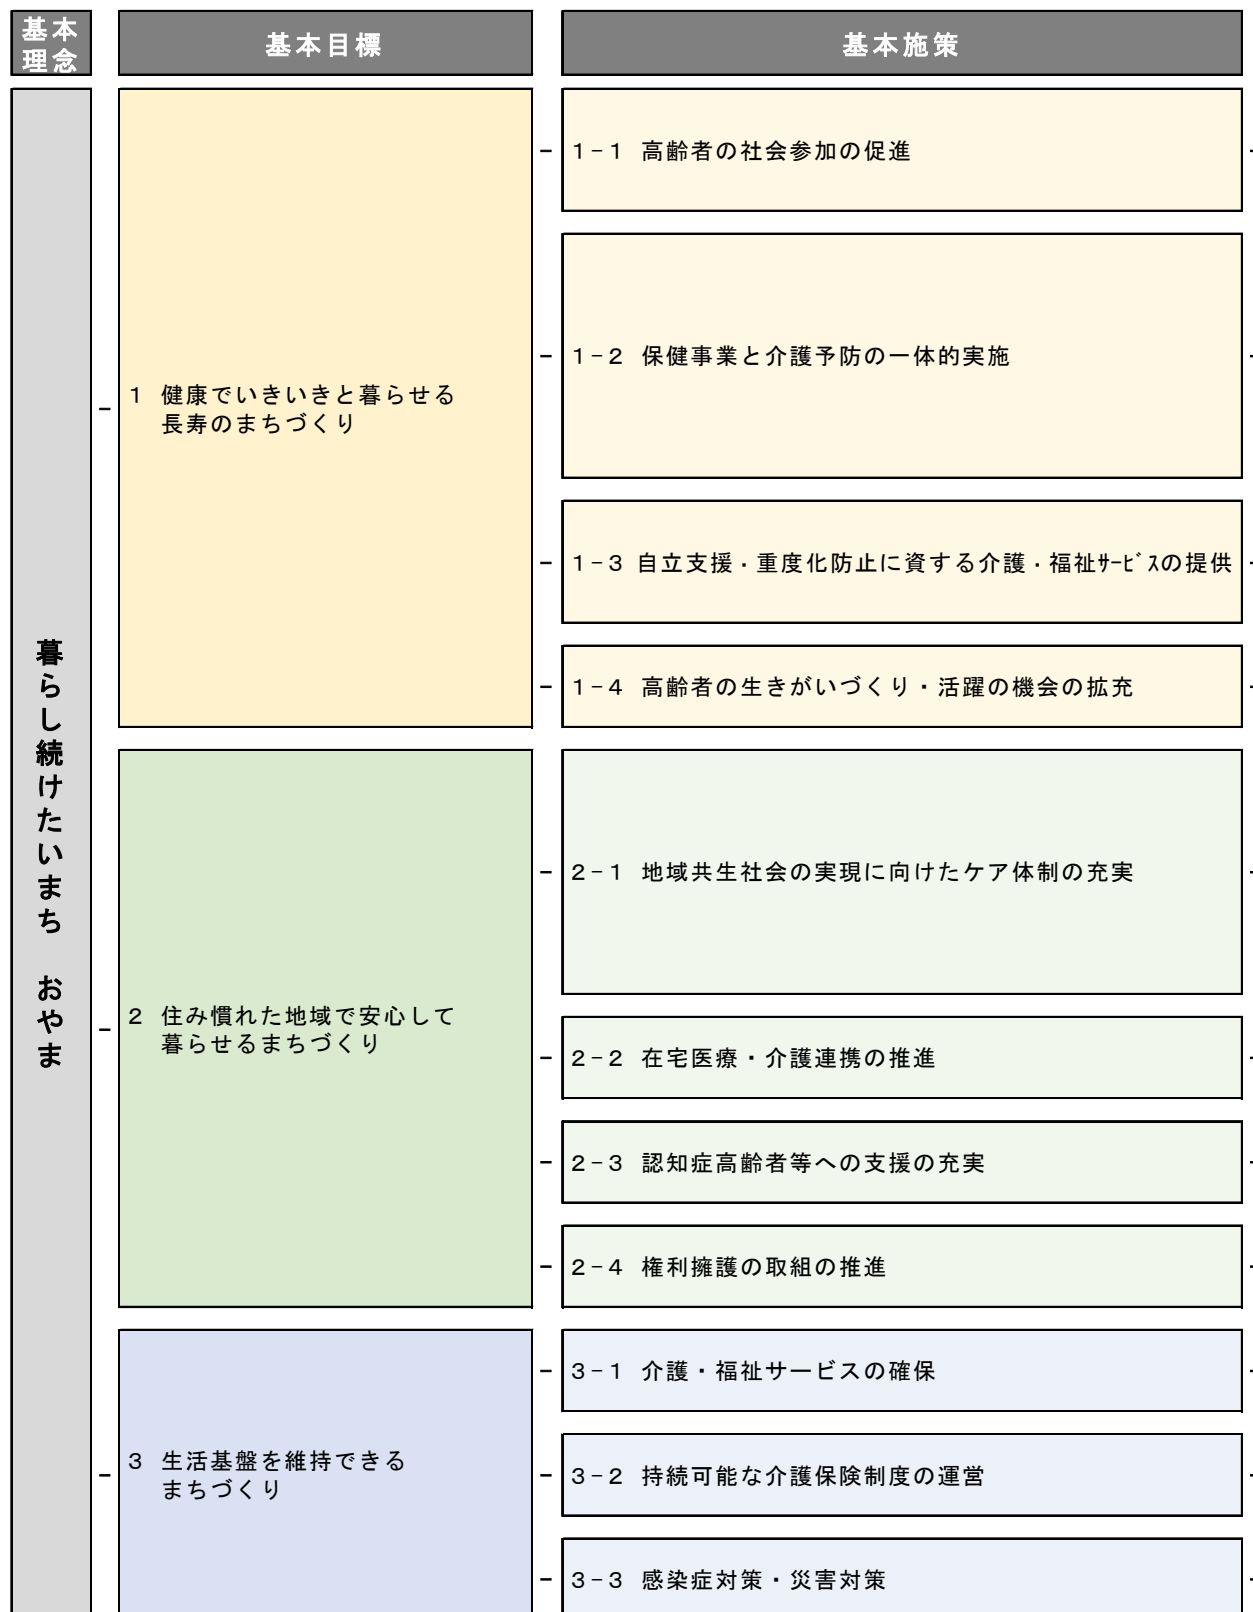 基本
理念
基本目標
基本施策
暮らし続けたいまち　おやま
1 健康でいきいきと暮らせる
長寿のまちづくり
1-1 高齢者の社会参加の促進
1-2 保健事業と介護予防の一体的実施
1-3 自立支援・重度化防止に資する介護・福祉ｻｰﾋﾞｽの提供
1-4 高齢者の生きがいづくり・活躍の機会の拡充
2 住み慣れた地域で安心して
暮らせるまちづくり
2-1 地域共生社会の実現に向けたケア体制の充実
2-2 在宅医療・介護連携の推進
2-3 認知症高齢者等への支援の充実
2-4 権利擁護の取組の推進
3 生活基盤を維持できる
まちづくり
3-1 介護・福祉サービスの確保
3-2 持続可能な介護保険制度の運営
3-3 感染症対策・災害対策